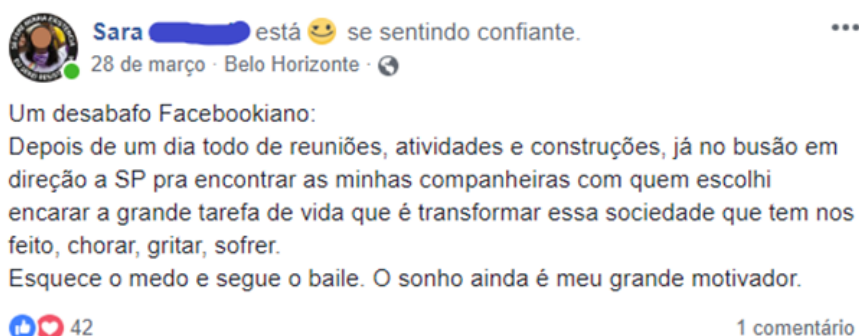 Sara está se sentindo confiante.
28 de março · Belo Horizonte ·
Um desabafo Facebookiano:
Depois de um dia todo de reuniões, atividades e construções, já no busão em
direção a SP pra encontrar as minhas companheiras com quem escolhi
encarar a grande tarefa de vida que é transformar essa sociedade que tem nos
feito, chorar, gritar, sofrer.
Esquece o medo e segue o baile. O sonho ainda é meu grande motivador.
42 1 comentário